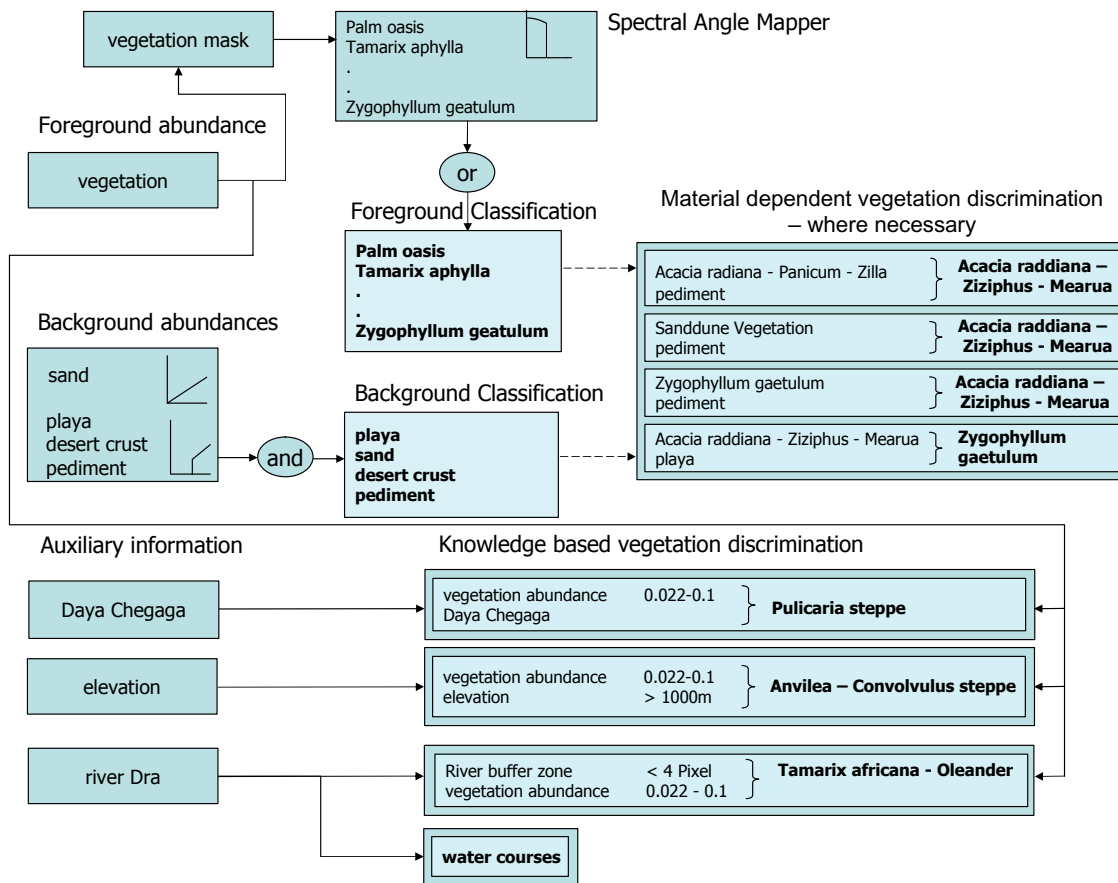 Spectral Angle Mapper
vegetation mask
Palm oasis
Tamarix aphylla
.
.
Zygophyllum geatulum
Foreground abundance
vegetation
or
Foreground Classification
Palm oasis
Tamarix aphylla
.
.
Zygophyllum geatulum
Material dependent vegetation discrimination
– where necessary
Acacia radiana - Panicum - Zilla
pediment
Acacia raddiana –
Ziziphus - Mearua
Sanddune Vegetation
pediment
Acacia raddiana –
Ziziphus - Mearua
Zygophyllum gaetulum
pediment
Acacia raddiana –
Ziziphus - Mearua
Acacia raddiana - Ziziphus - Mearua
playa
Zygophyllum
gaetulum
Background abundances
sand
playa
desert crust
pediment
and
Background Classification
playa
sand
desert crust
pediment
Auxiliary information
Knowledge based vegetation discrimination
Daya Chegaga
vegetation abundance 0.022-0.1
Daya Chegaga
Pulicaria steppe
elevation
vegetation abundance 0.022-0.1
elevation > 1000m
Anvilea – Convolvulus steppe
river Dra
River buffer zone < 4 Pixel
vegetation abundance 0.022 - 0.1
Tamarix africana - Oleander
water courses